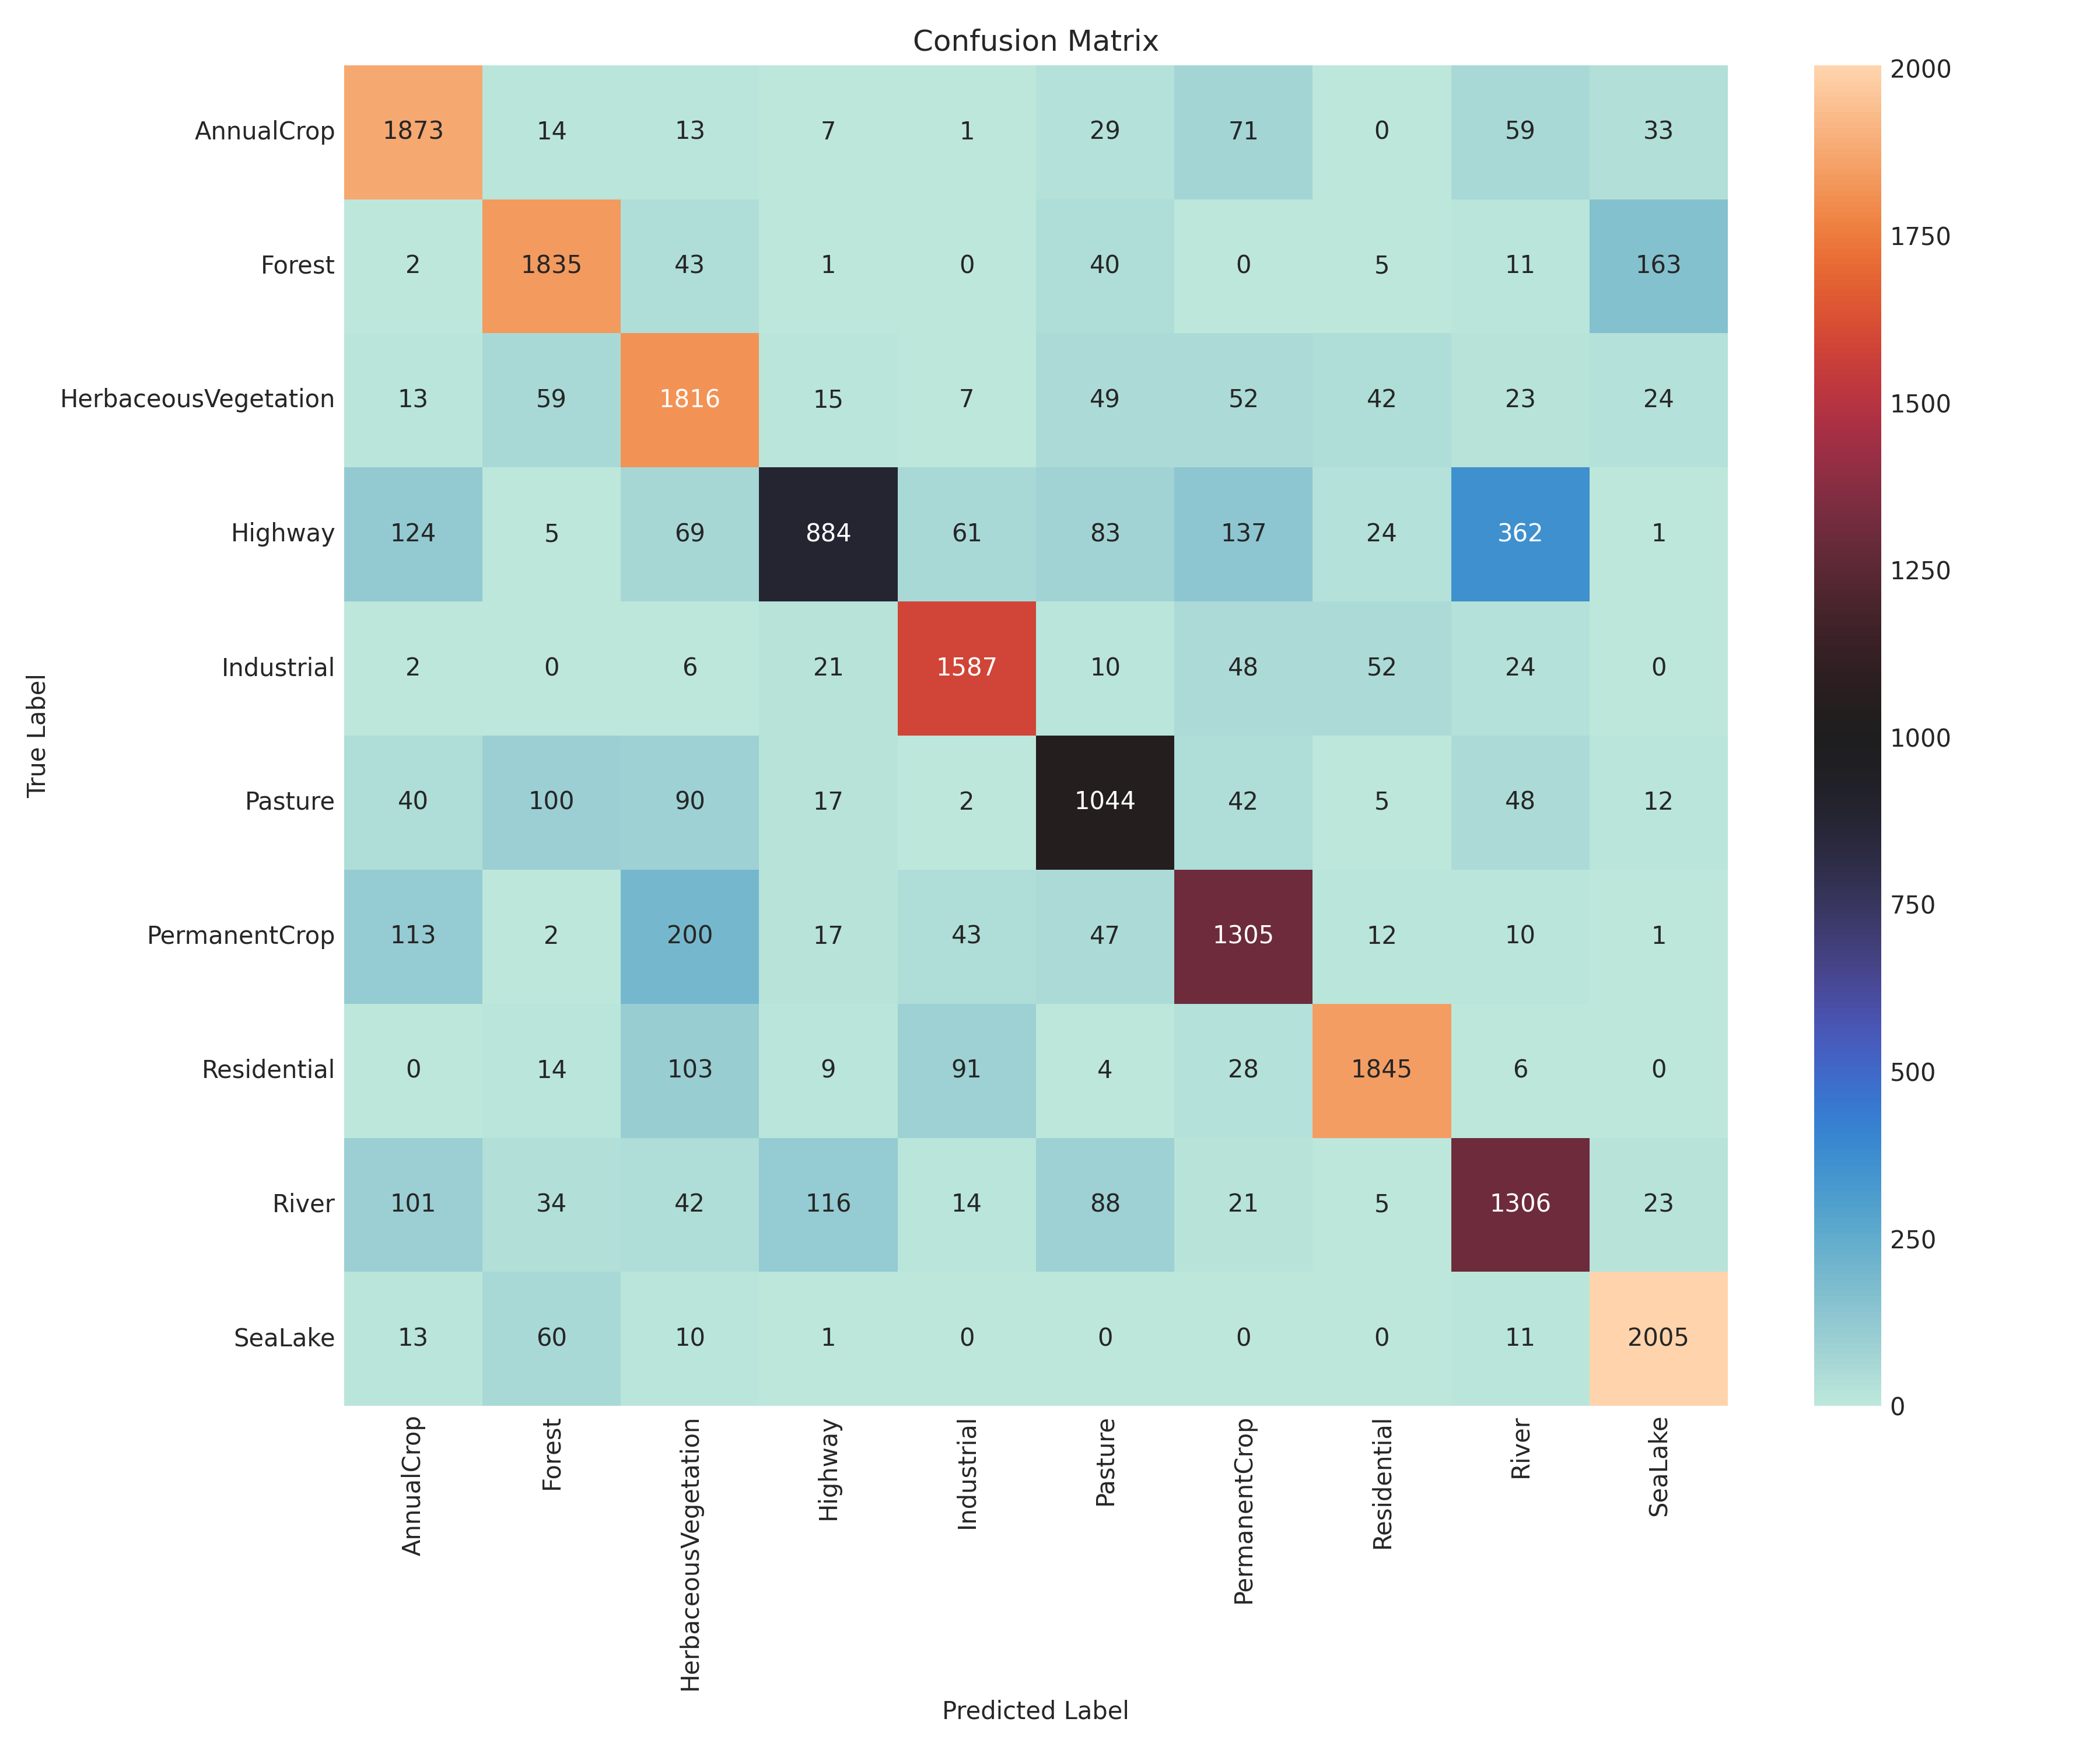 Confusion Matrix
AnnualCrop 1873 14 13 7 1 29 71 0 59 33
Forest 2 1835 43 1 0 40 0 5 11 163
HerbaceousVegetation 13 59 1816 15 7 49 52 42 23 24
Highway 124 5 69 884 61 83 137 24 362 1
Industrial 2 0 6 21 1587 10 48 52 24 0
Pasture 40 100 90 17 2 1044 42 5 48 12
PermanentCrop 113 2 200 17 43 47 1305 12 10 1
Residential 0 14 103 9 91 4 28 1845 6 0
River 101 34 42 116 14 88 21 5 1306 23
SeaLake 13 60 10 1 0 0 0 0 11 2005
True Label
AnnualCrop Forest HerbaceousVegetation Highway Industrial Pasture PermanentCrop Residential River SeaLake
Predicted Label
2000
1750
1500
1250
1000
750
500
250
0